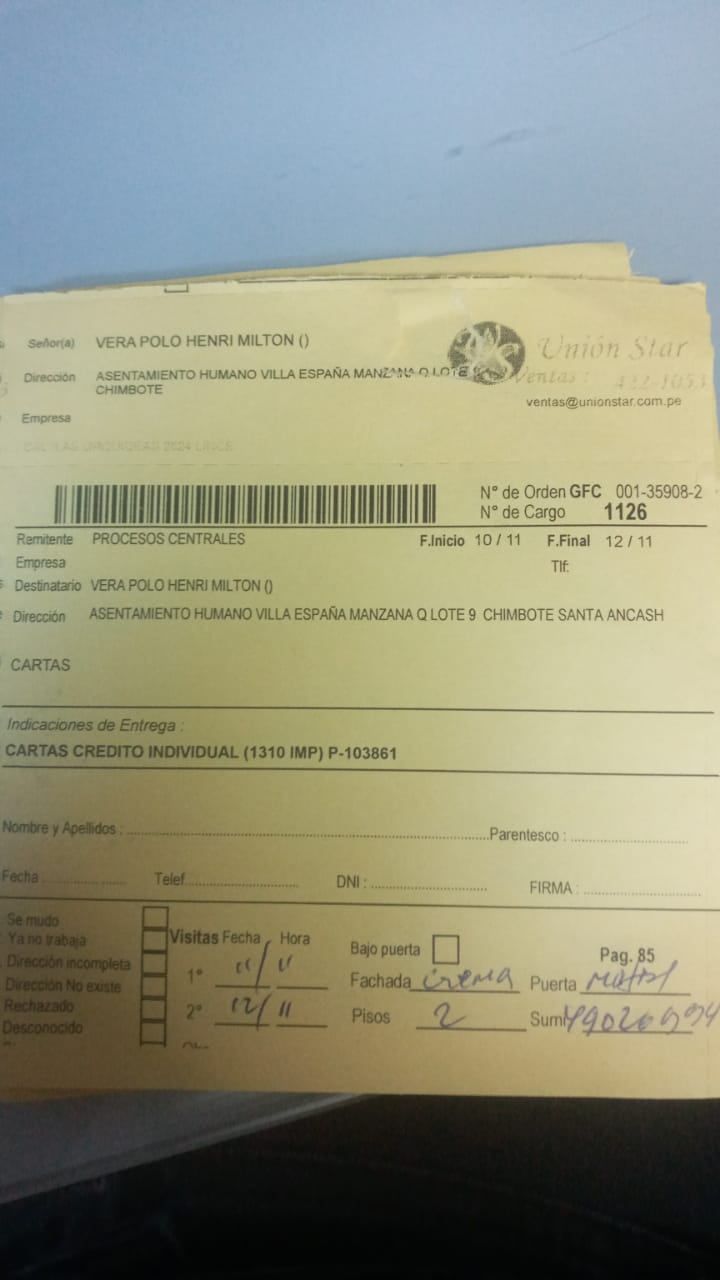 Señor(a) VERA POLO HENRI MILTON ()
Unión Star
Dirección ASENTAMIENTO HUMANO VILLA ESPAÑA MANZANA Q LOTE 9
CHIMBOTE
Ventas: 422-1053
ventas@unionstar.com.pe
Empresa
N° de Orden GFC 001-35908-2
N° de Cargo 1126
Remitente PROCESOS CENTRALES F.Inicio 10 / 11 F.Final 12 / 11
Empresa Tlf:
Destinatario VERA POLO HENRI MILTON ()
Dirección ASENTAMIENTO HUMANO VILLA ESPAÑA MANZANA Q LOTE 9 CHIMBOTE SANTA ANCASH
CARTAS
Indicaciones de Entrega :
CARTAS CREDITO INDIVIDUAL (1310 IMP) P-103861
Nombre y Apellidos : Parentesco :
Fecha Telef. DNI : FIRMA :
Se mudo
Ya no trabaja Visitas Fecha Hora Bajo puerta Pag. 85
Dirección incompleta 1° 11/11 Fachada crema Puerta
Dirección No existe
Rechazado 2° 12/11 Pisos 2 Sumi
Desconocido